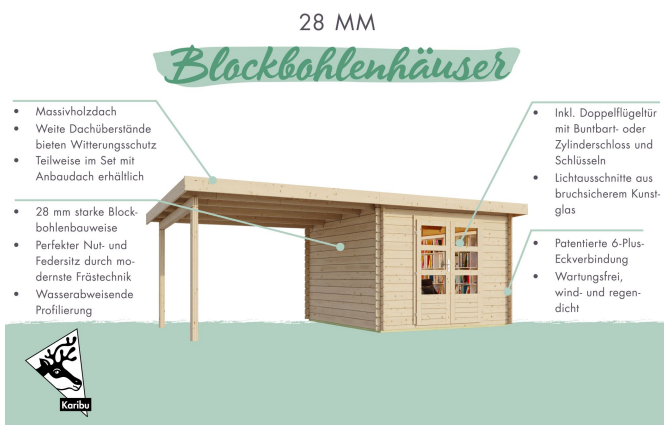 28 MM
Blockbohlenhäuser
• Massivholzdach
• Weite Dachüberstände
bieten Witterungsschutz
• Teilweise im Set mit
Anbaudach erhältlich
• 28 mm starke Block-
bohlenbauweise
• Perfekter Nut- und
Federsitz durch mo-
dernste Frästechnik
• Wasserabweisende
Profilierung
• Inkl. Doppelflügeltür
mit Buntbart- oder
Zylinderschloss und
Schlüsseln
• Lichtausschnitte aus
bruchsicherem Kunst-
glas
• Patentierte 6-Plus-
Eckverbindung
• Wartungsfrei,
wind- und regen-
dicht
Karibu